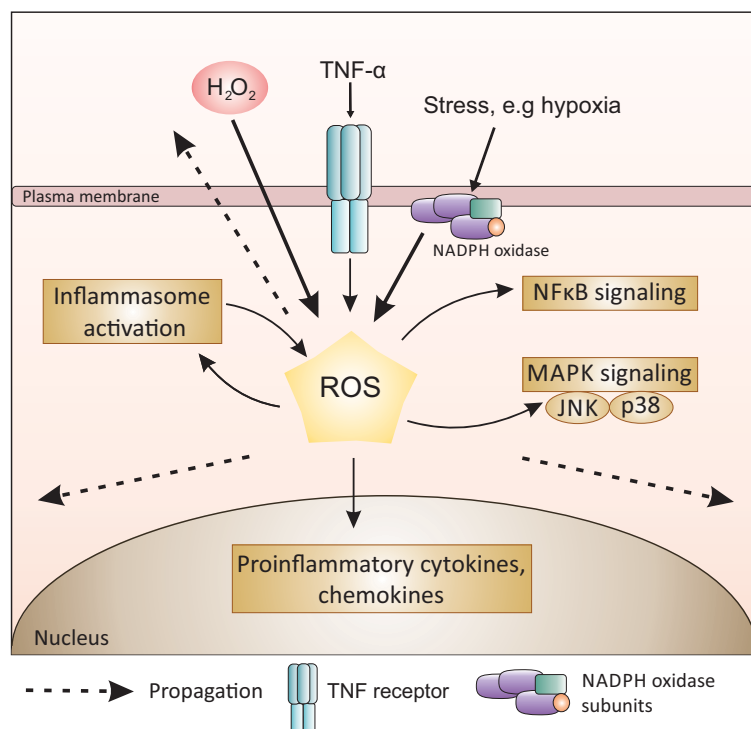 TNF-α
H₂O₂
Stress, e.g hypoxia
Plasma membrane
NADPH oxidase
Inflammasome
activation
NFκB signaling
ROS
MAPK signaling
JNK
p38
Proinflammatory cytokines,
chemokines
Nucleus
Propagation
TNF receptor
NADPH oxidase
subunits